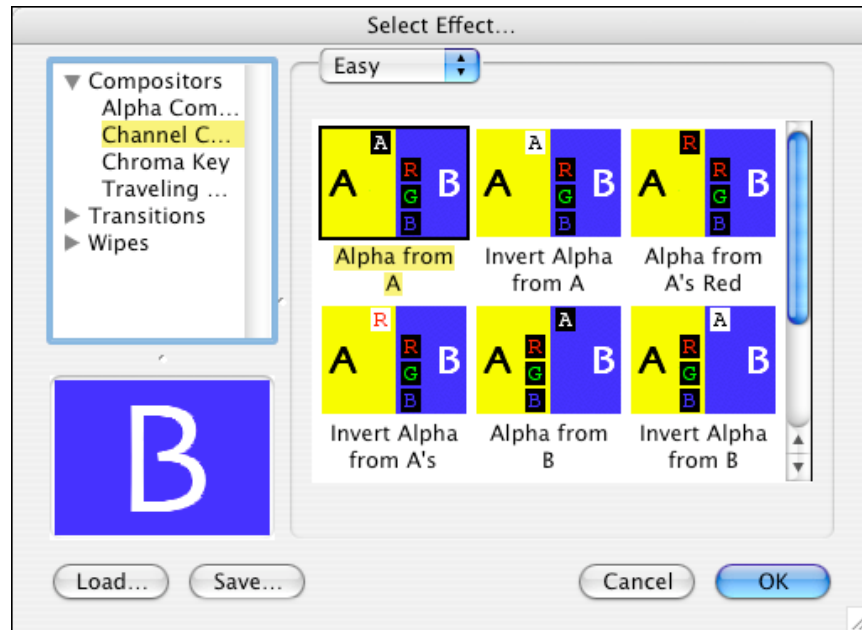 Select Effect...
Compositors
Alpha Com...
Channel C...
Chroma Key
Traveling ...
Transitions
Wipes
B
Easy
A
A
R
G
B
B
Alpha from
A
A
A
R
G
B
B
Invert Alpha
from A
A
R
R
G
B
B
Alpha from
A's Red
A
R
R
G
B
B
Invert Alpha
from A's
A
R
G
B
A
B
Alpha from
B
A
R
G
B
A
B
Invert Alpha
from B
Load...
Save...
Cancel
OK